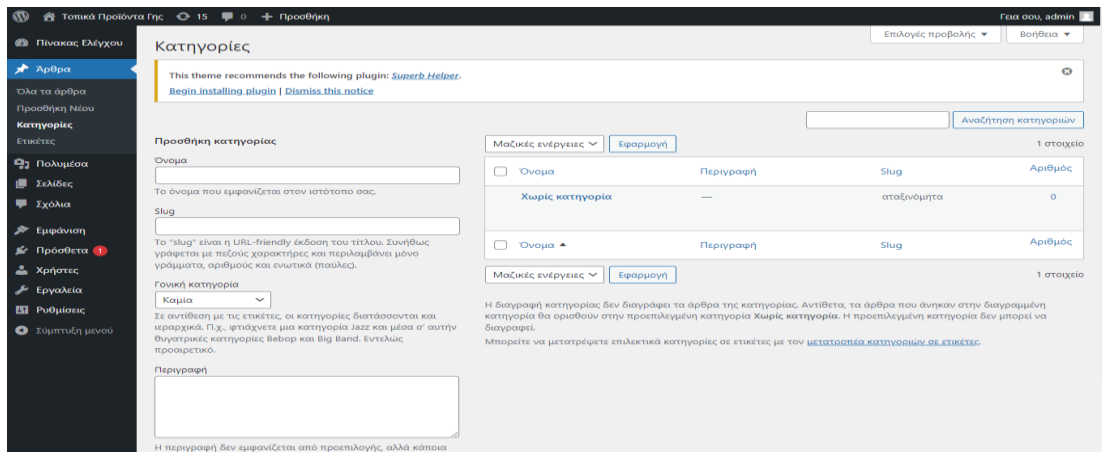 Τοπικά Προϊόντα Γης 15 0 + Προσθήκη Γεια σου, admin
Πίνακας Ελέγχου
Άρθρα
Όλα τα άρθρα
Προσθήκη Νέου
Κατηγορίες
Ετικέτες
Πολυμέσα
Σελίδες
Σχόλια
Εμφάνιση
Πρόσθετα 1
Χρήστες
Εργαλεία
Ρυθμίσεις
Σύμπτυξη μενού
Επιλογές προβολής Βοήθεια
Κατηγορίες
This theme recommends the following plugin: Superb Helper.
Begin installing plugin | Dismiss this notice
Αναζήτηση κατηγοριών
Προσθήκη κατηγορίας
Όνομα
Το όνομα που εμφανίζεται στον ιστότοπο σας.
Slug
Το "slug" είναι η URL-friendly έκδοση του τίτλου. Συνήθως
γράφεται με πεζούς χαρακτήρες και περιλαμβάνει μόνο
γράμματα, αριθμούς και ενωτικά (παύλες).
Γονική κατηγορία
Καμία
Σε αντίθεση με τις ετικέτες, οι κατηγορίες διατάσσονται και
ιεραρχικά. Π.χ., φτιάχνετε μια κατηγορία Jazz και μέσα σ' αυτήν
θυγατρικές κατηγορίες Bebop και Big Band. Εντελώς
προαιρετικό.
Περιγραφή
Η περιγραφή δεν εμφανίζεται από προεπιλογής, αλλά κάποια
Μαζικές ενέργειες Εφαρμογή 1 στοιχείο
Όνομα Περιγραφή Slug Αριθμός
Χωρίς κατηγορία — αταξινόμητα 0
Όνομα Περιγραφή Slug Αριθμός
Μαζικές ενέργειες Εφαρμογή 1 στοιχείο
Η διαγραφή κατηγορίας δεν διαγράφει τα άρθρα της κατηγορίας. Αντίθετα, τα άρθρα που άνηκαν στην διαγραμμένη
κατηγορία θα ορισθούν στην προεπιλεγμένη κατηγορία Χωρίς κατηγορία. Η προεπιλεγμένη κατηγορία δεν μπορεί να
διαγραφεί.
Μπορείτε να μετατρέψετε επιλεκτικά κατηγορίες σε ετικέτες με τον μετατροπέα κατηγοριών σε ετικέτες.